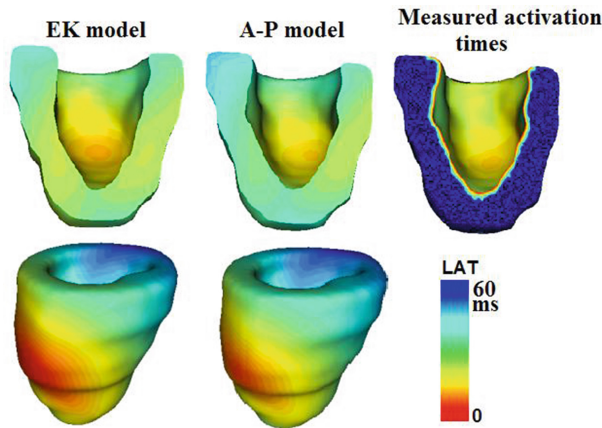 EK model
A-P model
Measured activation
times
LAT
60
ms
0